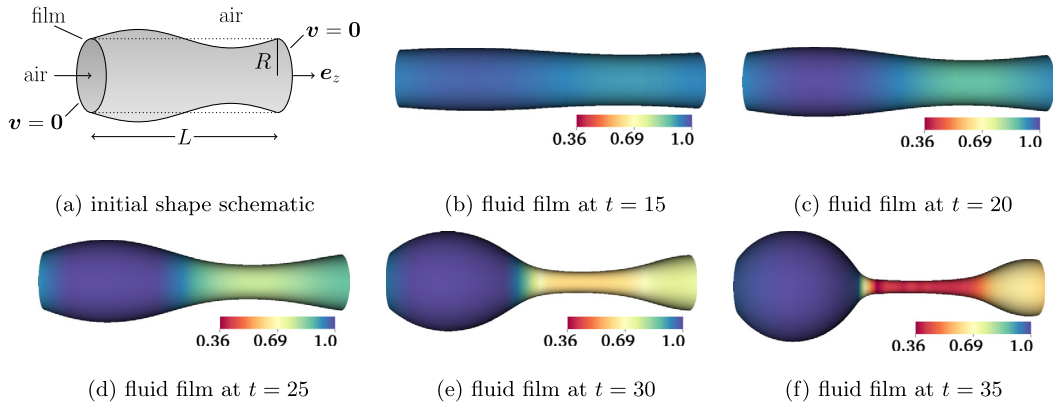 film
air
v = 0
R
air
e_z
v = 0
L
0.36 0.69 1.0
0.36 0.69 1.0
(a) initial shape schematic
(b) fluid film at t = 15
(c) fluid film at t = 20
0.36 0.69 1.0
0.36 0.69 1.0
0.36 0.69 1.0
(d) fluid film at t = 25
(e) fluid film at t = 30
(f) fluid film at t = 35